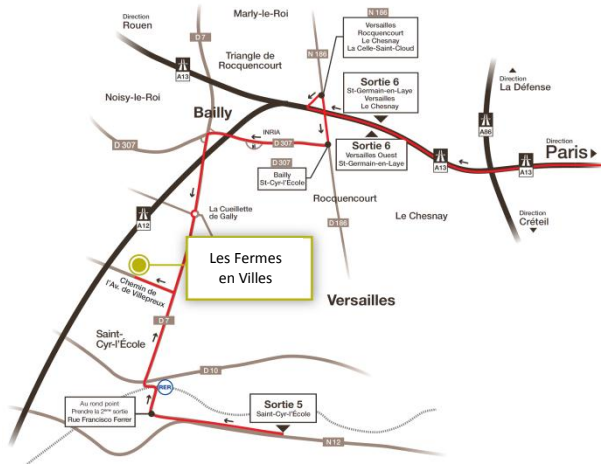 Marly-le-Roi
N 186
Direction
Rouen
D 7
Versailles
Rocquencourt
Le Chesnay
La Celle-Saint-Cloud
N 186
Triangle de
Rocquencourt
A13
Sortie 6
St-Germain-en-Laye
Versailles
Le Chesnay
Direction
La Défense
Noisy-le-Roi
Bailly
INRIA
D 307
D 307
D 307
A86
Sortie 6
Versailles Ouest
St-Germain-en-Laye
A13
A13
Direction
Paris
Bailly
St-Cyr-l'École
Rocquencourt
Le Chesnay
D 186
Direction
Créteil
La Cueillette
de Gally
A12
Les Fermes
en Villes
Chemin de
l'Av. de Villepreux
Versailles
D 7
Saint-
Cyr-l'École
D 10
RER
Au rond point
Prendre la 2ème sortie
Rue Francisco Ferrer
Sortie 5
Saint-Cyr-l'École
N 12